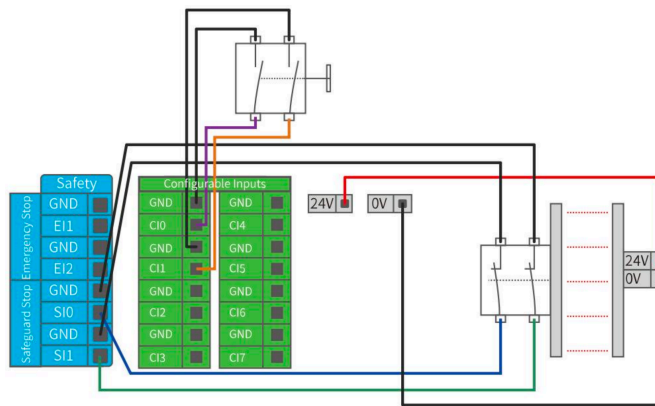 Safety
Emergency Stop
GND
EI1
GND
EI2
Safeguard Stop
GND
SI0
GND
SI1
Configurable Inputs
GND
CI0
GND
CI1
GND
CI2
GND
CI3
GND
CI4
GND
CI5
GND
CI6
GND
CI7
24V
0V
24V
0V